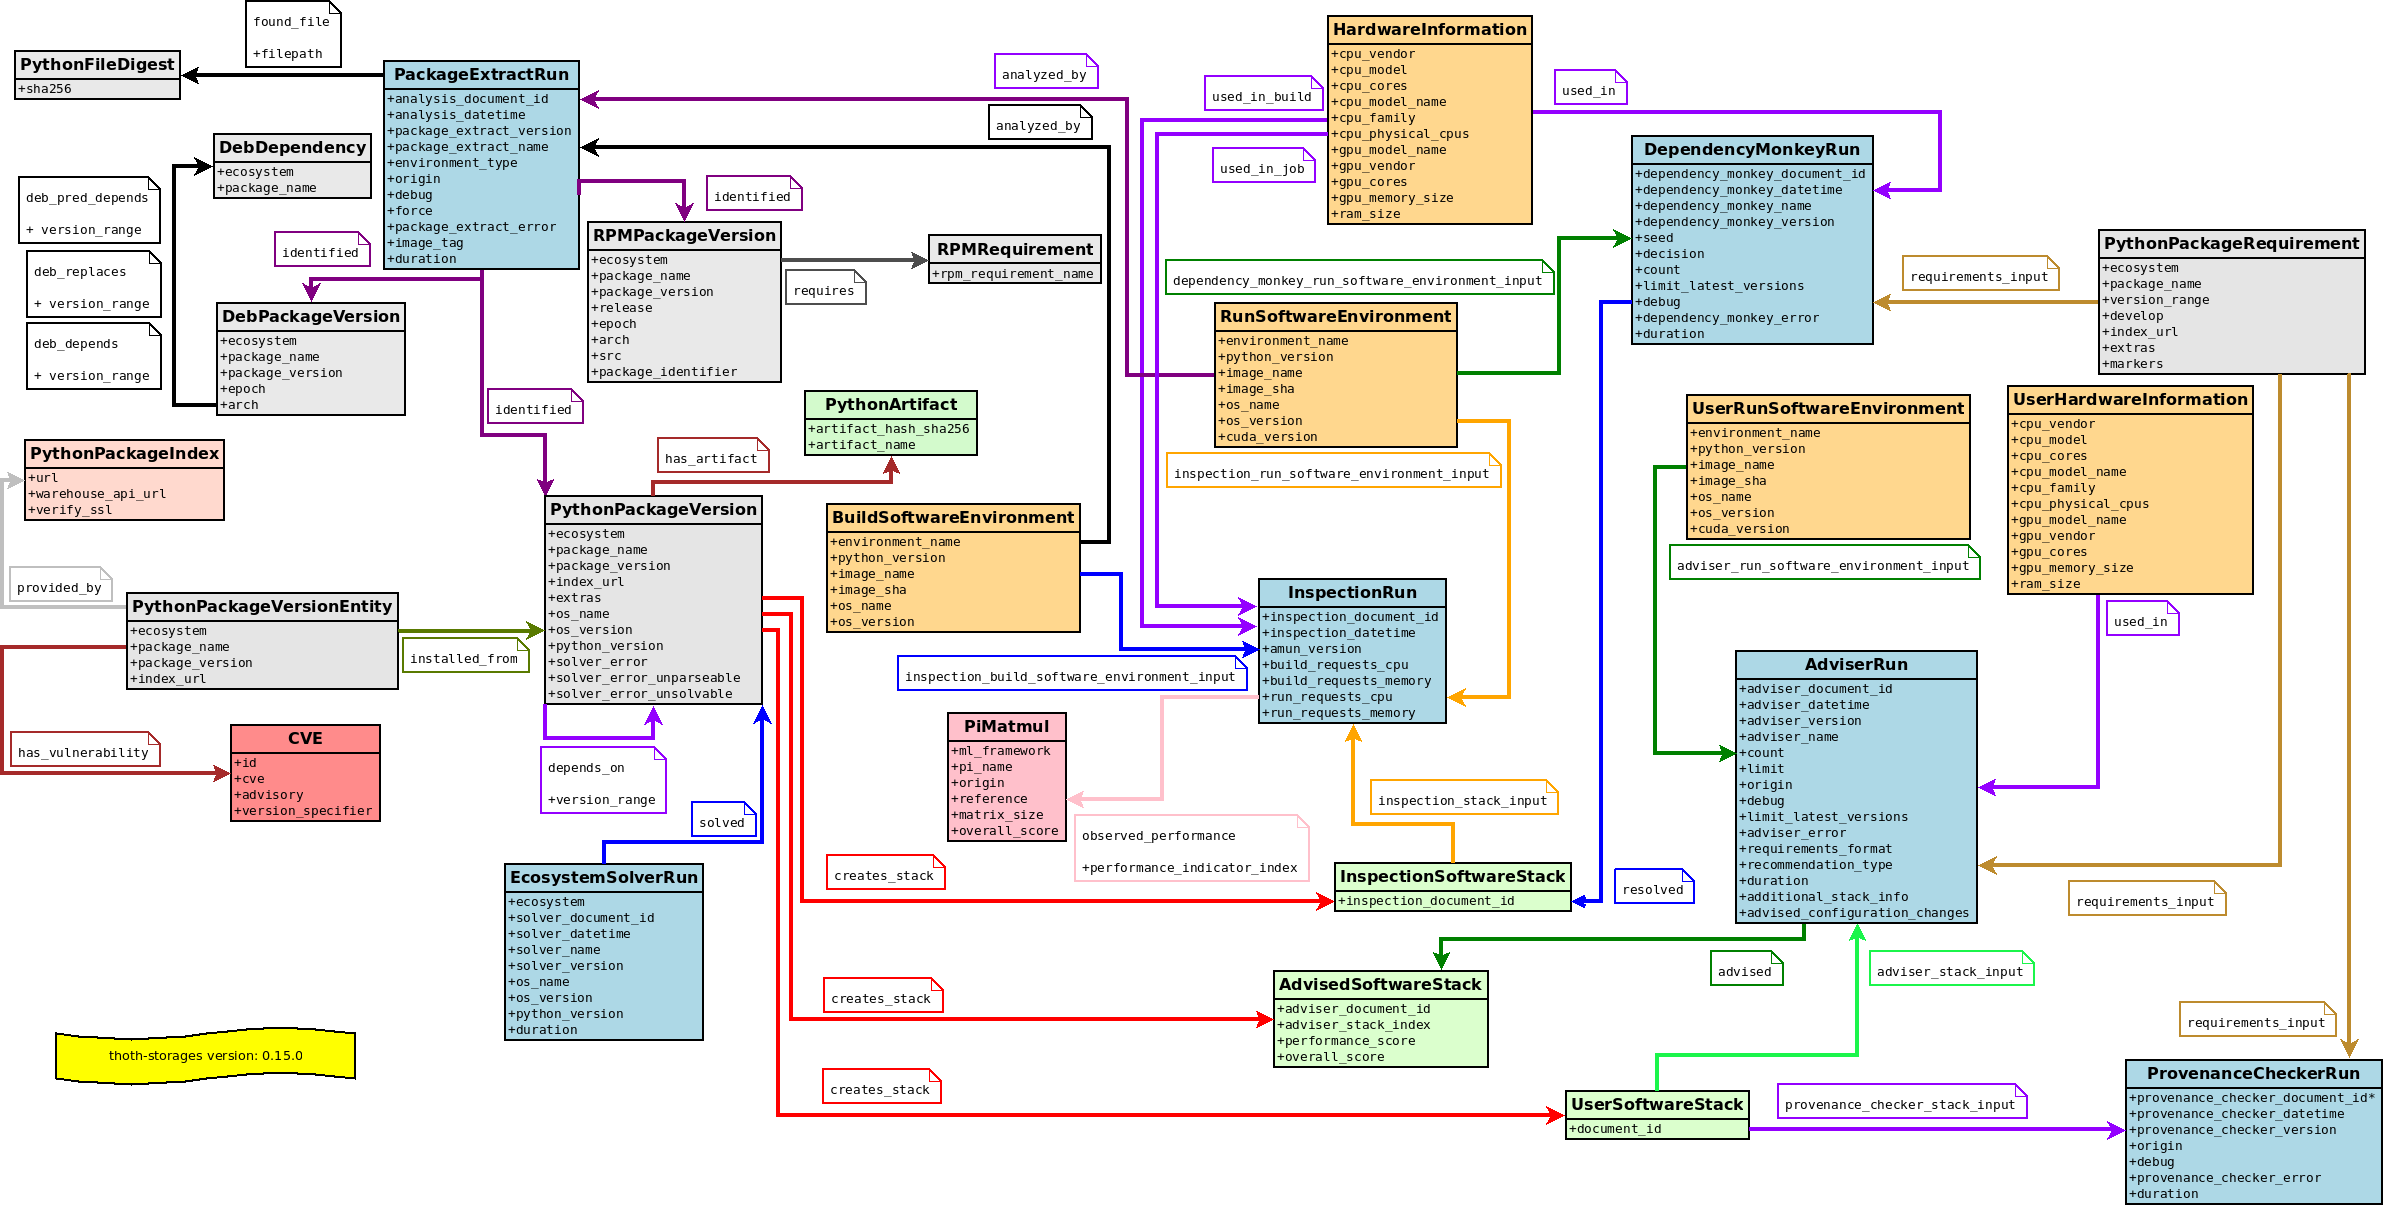 found_file
+filepath
PythonFileDigest
+sha256
PackageExtractRun
+analysis_document_id
+analysis_datetime
+package_extract_version
+package_extract_name
+environment_type
+origin
+debug
+force
+package_extract_error
+image_tag
+duration
analyzed_by
analyzed_by
HardwareInformation
+cpu_vendor
+cpu_model
+cpu_cores
+cpu_model_name
+cpu_family
+cpu_physical_cpus
+gpu_model_name
+gpu_vendor
+gpu_cores
+gpu_memory_size
+ram_size
used_in_build
used_in_job
used_in
DependencyMonkeyRun
+dependency_monkey_document_id
+dependency_monkey_datetime
+dependency_monkey_name
+dependency_monkey_version
+seed
+decision
+count
+limit_latest_versions
+debug
+dependency_monkey_error
+duration
DebDependency
+ecosystem
+package_name
deb_pred_depends
+ version_range
deb_replaces
+ version_range
deb_depends
+ version_range
identified
identified
RPMPackageVersion
+ecosystem
+package_name
+package_version
+release
+epoch
+arch
+src
+package_identifier
RPMRequirement
+rpm_requirement_name
requires
dependency_monkey_run_software_environment_input
requirements_input
PythonPackageRequirement
+ecosystem
+package_name
+version_range
+develop
+index_url
+extras
+markers
DebPackageVersion
+ecosystem
+package_name
+package_version
+epoch
+arch
RunSoftwareEnvironment
+environment_name
+python_version
+image_name
+image_sha
+os_name
+os_version
+cuda_version
identified
PythonArtifact
+artifact_hash_sha256
+artifact_name
has_artifact
inspection_run_software_environment_input
UserRunSoftwareEnvironment
+environment_name
+python_version
+image_name
+image_sha
+os_name
+os_version
+cuda_version
UserHardwareInformation
+cpu_vendor
+cpu_model
+cpu_cores
+cpu_model_name
+cpu_family
+cpu_physical_cpus
+gpu_model_name
+gpu_vendor
+gpu_cores
+gpu_memory_size
+ram_size
PythonPackageIndex
+url
+warehouse_api_url
+verify_ssl
PythonPackageVersion
+ecosystem
+package_name
+package_version
+index_url
+extras
+os_name
+os_version
+python_version
+solver_error
+solver_error_unparseable
+solver_error_unsolvable
BuildSoftwareEnvironment
+environment_name
+python_version
+image_name
+image_sha
+os_name
+os_version
adviser_run_software_environment_input
provided_by
PythonPackageVersionEntity
+ecosystem
+package_name
+package_version
+index_url
installed_from
InspectionRun
+inspection_document_id
+inspection_datetime
+amun_version
+build_requests_cpu
+build_requests_memory
+run_requests_cpu
+run_requests_memory
used_in
inspection_build_software_environment_input
AdviserRun
+adviser_document_id
+adviser_datetime
+adviser_version
+adviser_name
+count
+limit
+origin
+debug
+limit_latest_versions
+adviser_error
+requirements_format
+recommendation_type
+duration
+additional_stack_info
+advised_configuration_changes
has_vulnerability
CVE
+id
+cve
+advisory
+version_specifier
depends_on
+version_range
PiMatmul
+ml_framework
+pi_name
+origin
+reference
+matrix_size
+overall_score
observed_performance
+performance_indicator_index
inspection_stack_input
solved
EcosystemSolverRun
+ecosystem
+solver_document_id
+solver_datetime
+solver_name
+solver_version
+os_name
+os_version
+python_version
+duration
creates_stack
InspectionSoftwareStack
+inspection_document_id
resolved
requirements_input
creates_stack
AdvisedSoftwareStack
+adviser_document_id
+adviser_stack_index
+performance_score
+overall_score
advised
adviser_stack_input
requirements_input
thoth-storages version: 0.15.0
creates_stack
UserSoftwareStack
+document_id
provenance_checker_stack_input
ProvenanceCheckerRun
+provenance_checker_document_id*
+provenance_checker_datetime
+provenance_checker_version
+origin
+debug
+provenance_checker_error
+duration